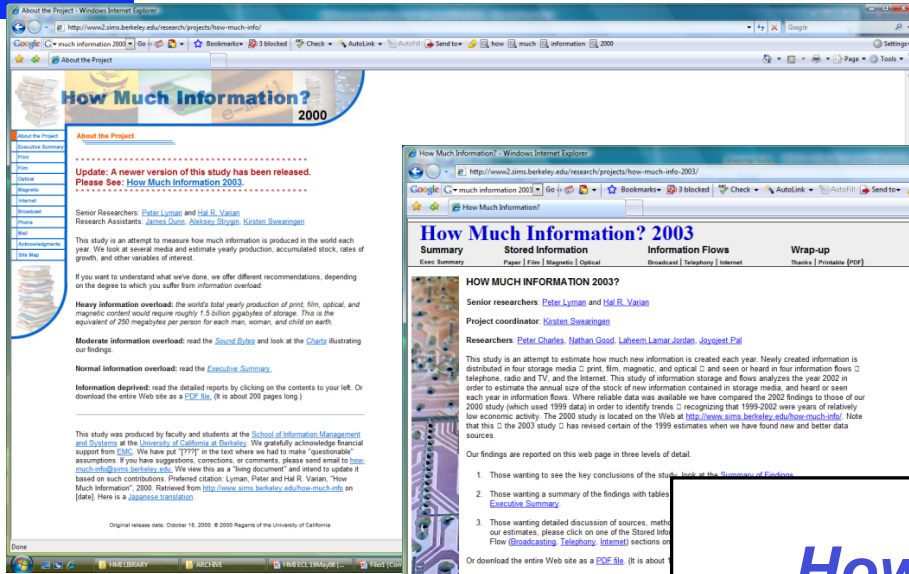 About the Project - Windows Internet Explorer
http://www2.sims.berkeley.edu/research/projects/how-much-info/
Google
Google much information 2000 Go Bookmarks 3 blocked Check AutoLink AutoFill Send to how much information 2000 Settings
About the Project
Page Tools
How Much Information?
2000
About the Project
Executive Summary
Print
Film
Optical
Magnetic
Internet
Broadcast
Phone
Mail
Acknowledgments
Site Map
About the Project
Update: A newer version of this study has been released.
Please See: How Much Information 2003.
Senior Researchers: Peter Lyman and Hal R. Varian
Research Assistants: James Dunn, Aleksey Strygin, Kirsten Swearingen
This study is an attempt to measure how much information is produced in the world each
year. We look at several media and estimate yearly production, accumulated stock, rates of
growth, and other variables of interest.
If you want to understand what we've done, we offer different recommendations, depending
on the degree to which you suffer from information overload:
Heavy information overload: the world's total yearly production of print, film, optical, and
magnetic content would require roughly 1.5 billion gigabytes of storage. This is the
equivalent of 250 megabytes per person for each man, woman, and child on earth.
Moderate information overload: read the Sound Bytes and look at the Charts illustrating
our findings.
Normal information overload: read the Executive Summary.
Information deprived: read the detailed reports by clicking on the contents to your left. Or
download the entire Web site as a PDF file. (It is about 200 pages long.)
This study was produced by faculty and students at the School of Information Management
and Systems at the University of California at Berkeley. We gratefully acknowledge financial
support from EMC. We have put "[???]" in the text where we had to make "questionable"
assumptions. If you have suggestions, corrections, or comments, please send email to how-
much-info@sims.berkeley.edu. We view this as a "living document" and intend to update it
based on such contributions. Preferred citation: Lyman, Peter and Hal R. Varian, "How
Much Information", 2000. Retrieved from http://www.sims.berkeley.edu/how-much-info on
[date]. Here is a Japanese translation.
Original release date: October 18, 2000. © 2000 Regents of the University of California
Done
HMI LIBRARY ARCHIVE HMI ECL 19May08 [...
How Much Information? - Windows Internet Explorer
http://www2.sims.berkeley.edu/research/projects/how-much-info-2003/
Google much information 2003 Go Bookmarks 3 blocked Check AutoLink AutoFill Send to
How Much Information?
How Much Information? 2003
Summary Stored Information Information Flows Wrap-up
Exec Summary Paper | Film | Magnetic | Optical Broadcast | Telephony | Internet Thanks | Printable (PDF)
HOW MUCH INFORMATION 2003?
Senior researchers: Peter Lyman and Hal R. Varian
Project coordinator: Kirsten Swearingen
Researchers: Peter Charles, Nathan Good, Laheem Lamar Jordan, Joyojeet Pal
This study is an attempt to estimate how much new information is created each year. Newly created information is
distributed in four storage media □ print, film, magnetic, and optical □ and seen or heard in four information flows □
telephone, radio and TV, and the Internet. This study of information storage and flows analyzes the year 2002 in
order to estimate the annual size of the stock of new information contained in storage media, and heard or seen
each year in information flows. Where reliable data was available we have compared the 2002 findings to those of our
2000 study (which used 1999 data) in order to identify trends □ recognizing that 1999-2002 were years of relatively
low economic activity. The 2000 study is located on the Web at http://www.sims.berkeley.edu/how-much-info/. Note
that this □ the 2003 study □ has revised certain of the 1999 estimates when we have found new and better data
sources.
Our findings are reported on this web page in three levels of detail.
1. Those wanting to see the key conclusions of the study, look at the Summary of Findings.
2. Those wanting a summary of the findings with tables
Executive Summary.
3. Those wanting detailed discussion of sources,
our estimates, please click on one of the Stored
Flow (Broadcasting, Telephony, Internet) sections on
Or download the entire Web site as a PDF file. (It is about
How